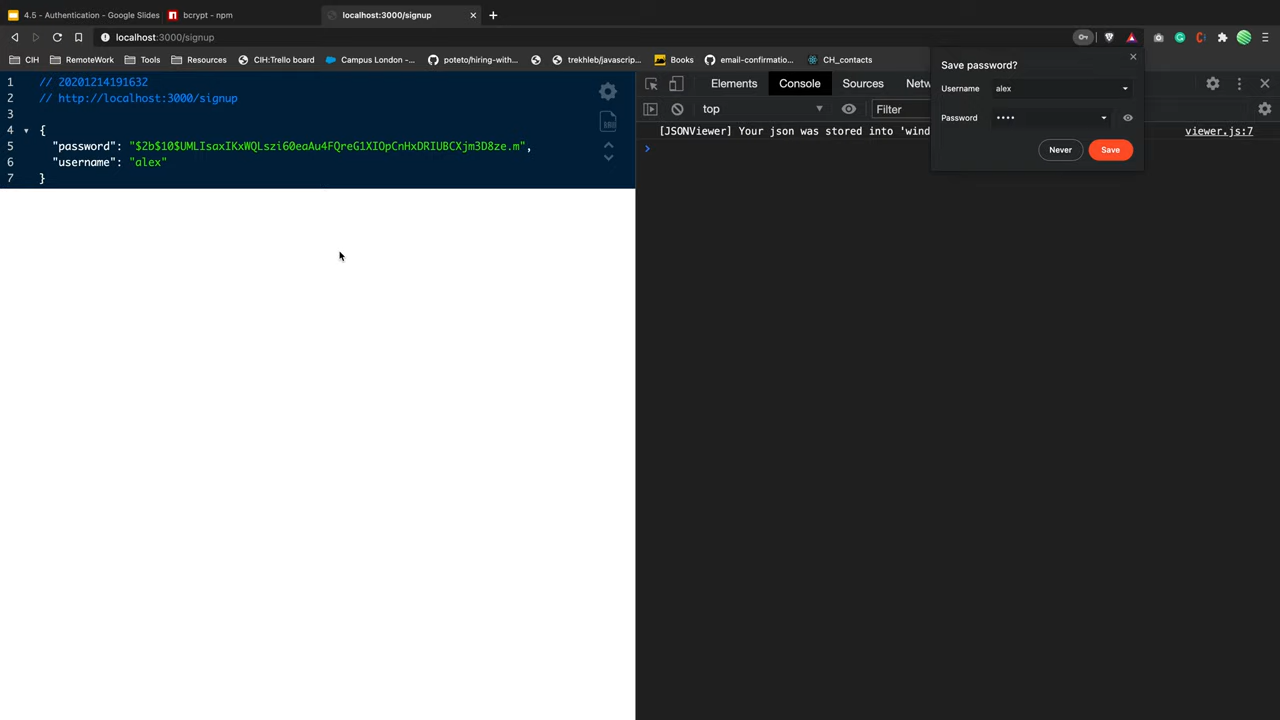 4.5 - Authentication - Google Slides
bcrypt - npm
localhost:3000/signup
localhost:3000/signup
CIH
RemoteWork
Tools
Resources
CIH:Trello board
Campus London -...
poteto/hiring-with...
trekhleb/javascrip...
Books
email-confirmatio...
CH_contacts
1 // 20201214191632
2 // http://localhost:3000/signup
3
4 {
5 "password": "$2b$10$UMLIsaxIKxWQLszi60eaAu4FQreG1XIOpCnHxDRIUBCXjm3D8ze.m",
6 "username": "alex"
7 }
Elements Console Sources Netw
top Filter
[JSONViewer] Your json was stored into 'wind
viewer.js:7
Save password?
Username alex
Password ••••
Never Save